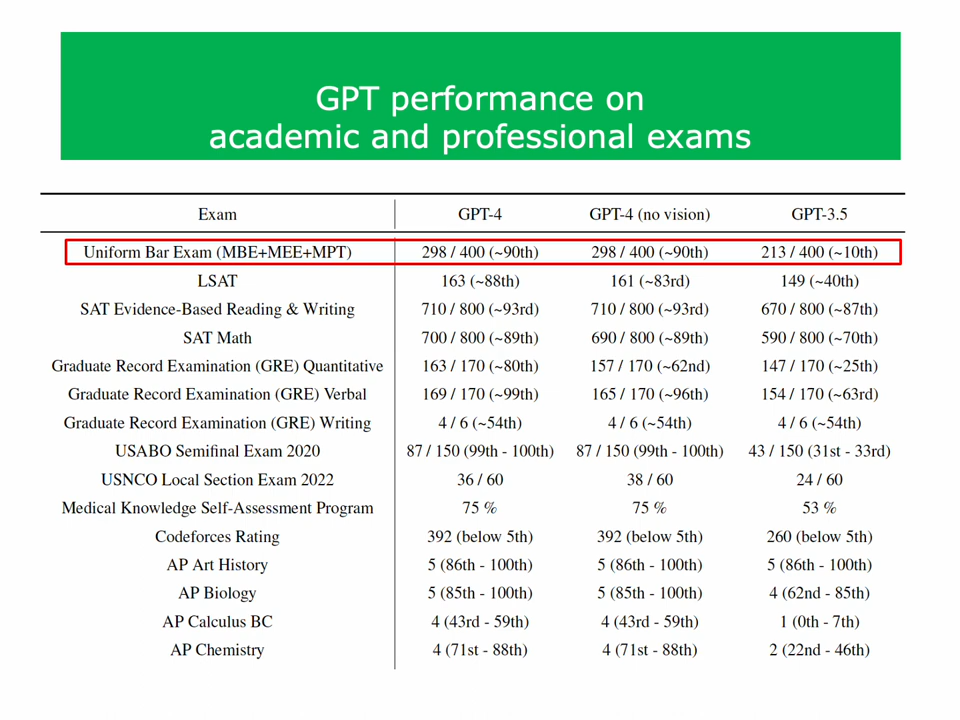 GPT performance on
academic and professional exams
Exam GPT-4 GPT-4 (no vision) GPT-3.5
Uniform Bar Exam (MBE+MEE+MPT) 298 / 400 (~90th) 298 / 400 (~90th) 213 / 400 (~10th)
LSAT 163 (~88th) 161 (~83rd) 149 (~40th)
SAT Evidence-Based Reading & Writing 710 / 800 (~93rd) 710 / 800 (~93rd) 670 / 800 (~87th)
SAT Math 700 / 800 (~89th) 690 / 800 (~89th) 590 / 800 (~70th)
Graduate Record Examination (GRE) Quantitative 163 / 170 (~80th) 157 / 170 (~62nd) 147 / 170 (~25th)
Graduate Record Examination (GRE) Verbal 169 / 170 (~99th) 165 / 170 (~96th) 154 / 170 (~63rd)
Graduate Record Examination (GRE) Writing 4 / 6 (~54th) 4 / 6 (~54th) 4 / 6 (~54th)
USABO Semifinal Exam 2020 87 / 150 (99th - 100th) 87 / 150 (99th - 100th) 43 / 150 (31st - 33rd)
USNCO Local Section Exam 2022 36 / 60 38 / 60 24 / 60
Medical Knowledge Self-Assessment Program 75 % 75 % 53 %
Codeforces Rating 392 (below 5th) 392 (below 5th) 260 (below 5th)
AP Art History 5 (86th - 100th) 5 (86th - 100th) 5 (86th - 100th)
AP Biology 5 (85th - 100th) 5 (85th - 100th) 4 (62nd - 85th)
AP Calculus BC 4 (43rd - 59th) 4 (43rd - 59th) 1 (0th - 7th)
AP Chemistry 4 (71st - 88th) 4 (71st - 88th) 2 (22nd - 46th)